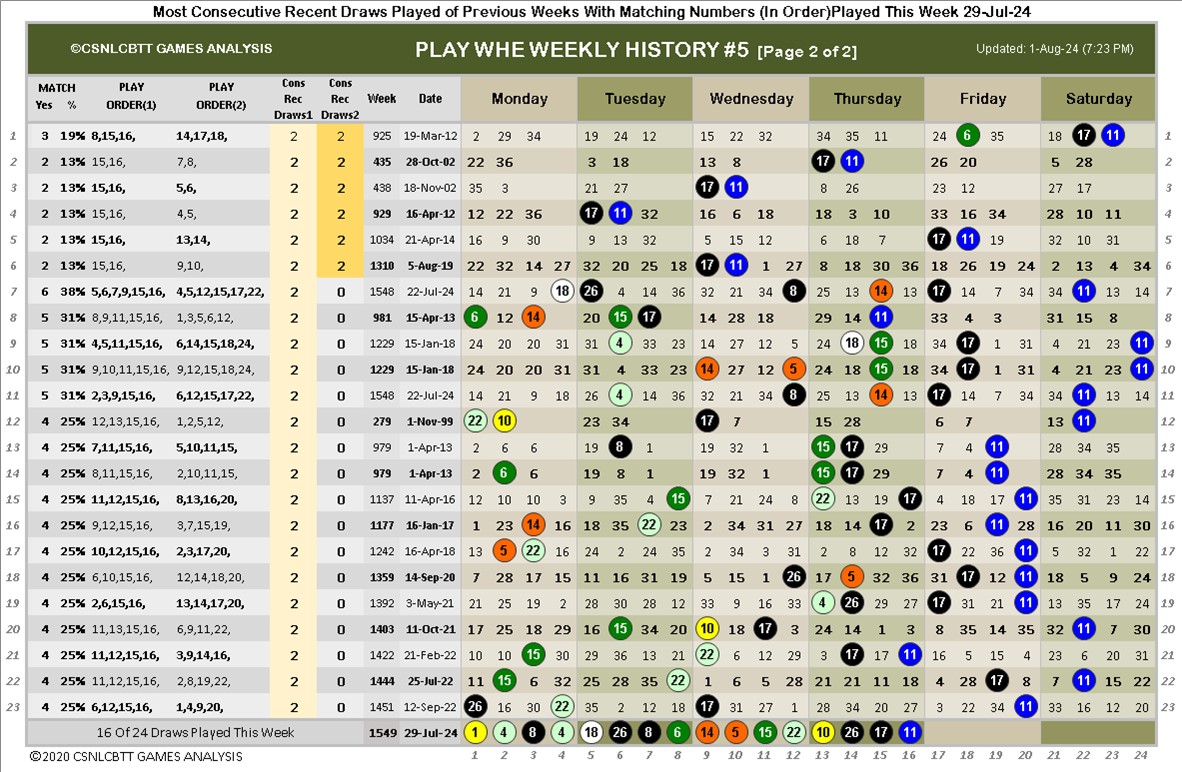 Most Consecutive Recent Draws Played of Previous Weeks With Matching Numbers (In Order)Played This Week 29-Jul-24
©CSNLCBTT GAMES ANALYSIS PLAY WHE WEEKLY HISTORY #5 [Page 2 of 2] Updated: 1-Aug-24 (7:23 PM)
MATCH Yes % PLAY ORDER(1) PLAY ORDER(2) Cons Rec Draws1 Cons Rec Draws2 Week Date Monday Tuesday Wednesday Thursday Friday Saturday
1 3 19% 8,15,16, 14,17,18, 2 2 925 19-Mar-12 2 29 34 19 24 12 15 22 32 34 35 11 24 6 35 18 17 23 1
2 2 13% 15,16, 7,8, 2 2 435 28-Oct-02 22 36 3 18 13 8 17 11 26 20 5 28 2
3 2 13% 15,16, 5,6, 2 2 438 18-Nov-02 35 3 21 27 17 11 8 26 23 12 27 17 3
4 2 13% 15,16, 4,5, 2 2 929 16-Apr-12 12 22 36 17 11 32 16 6 18 18 3 10 33 16 34 28 10 11 4
5 2 13% 15,16, 13,14, 2 2 1034 21-Apr-14 16 9 30 9 13 32 5 15 12 6 18 7 17 11 19 32 10 31 5
6 2 13% 15,16, 9,10, 2 2 1310 5-Aug-19 22 32 14 27 32 20 25 18 17 11 1 27 8 18 30 36 18 26 19 24 2 13 4 34 6
7 6 38% 5,6,7,9,15,16, 4,5,12,15,17,22, 2 0 1548 22-Jul-24 14 21 9 18 26 4 14 36 32 21 34 8 25 13 14 13 17 14 7 34 34 11 13 14 7
8 5 31% 8,9,11,15,16, 1,3,5,6,12, 2 0 981 15-Apr-13 6 12 14 20 15 17 14 28 18 29 14 11 33 4 3 31 15 8 8
9 5 31% 4,5,11,15,16, 6,14,15,18,24, 2 0 1229 15-Jan-18 24 20 20 31 31 4 33 23 14 27 12 5 24 18 15 18 34 17 1 31 4 21 23 11 9
10 5 31% 9,10,11,15,16, 9,12,15,18,24, 2 0 1229 15-Jan-18 24 20 20 31 31 4 33 23 14 27 12 5 24 18 15 18 34 17 1 31 4 21 23 11 10
11 5 31% 2,3,9,15,16, 6,12,15,17,22, 2 0 1548 22-Jul-24 14 21 9 18 26 4 14 36 32 21 34 8 25 13 14 13 17 14 7 34 34 11 13 14 11
12 4 25% 12,13,15,16, 1,2,5,12, 2 0 279 1-Nov-99 22 10 23 34 17 7 15 28 6 7 13 11 12
13 4 25% 7,11,15,16, 5,10,11,15, 2 0 979 1-Apr-13 2 6 6 19 8 1 19 32 1 15 17 29 7 4 11 28 34 35 13
14 4 25% 8,11,15,16, 2,10,11,15, 2 0 979 1-Apr-13 2 6 6 19 8 1 19 32 1 15 17 29 7 4 11 28 34 35 14
15 4 25% 11,12,15,16, 8,13,16,20, 2 0 1137 11-Apr-16 12 10 10 3 9 35 4 15 7 21 24 8 22 13 19 17 4 18 17 11 35 31 23 14 15
16 4 25% 9,12,15,16, 3,7,15,19, 2 0 1177 16-Jan-17 1 23 14 16 18 35 22 23 2 34 31 27 18 14 17 2 23 6 11 28 16 20 11 30 16
17 4 25% 10,12,15,16, 2,3,17,20, 2 0 1242 16-Apr-18 13 5 22 16 24 2 24 35 2 34 3 31 2 8 12 32 17 22 36 11 5 32 1 22 17
18 4 25% 6,10,15,16, 12,14,18,20, 2 0 1359 14-Sep-20 7 28 17 15 11 16 31 19 5 15 1 26 17 5 32 36 31 17 12 11 18 5 9 24 18
19 4 25% 2,6,15,16, 13,14,17,20, 2 0 1392 3-May-21 21 25 19 2 28 30 28 12 33 9 16 33 4 26 29 27 17 31 21 11 13 35 17 24 19
20 4 25% 11,13,15,16, 6,9,11,22, 2 0 1413 11-Oct-21 17 25 18 29 16 15 34 20 10 18 17 3 24 14 1 3 8 35 14 35 32 11 7 30 20
21 4 25% 11,12,15,16, 3,9,14,16, 2 0 1422 21-Feb-22 10 10 15 30 29 36 13 21 22 6 12 29 3 17 17 11 16 5 15 4 23 6 20 31 21
22 4 25% 11,12,15,16, 2,8,19,22, 2 0 1444 25-Jul-22 11 15 6 32 25 28 35 22 1 6 5 8 21 21 11 18 4 28 17 7 7 11 15 22 22
23 4 25% 6,12,15,16, 1,4,9,20, 2 0 1451 12-Sep-22 26 16 30 22 35 2 12 18 17 31 27 1 28 34 20 27 3 22 34 11 33 16 12 20 23
16 Of 24 Draws Played This Week 1549 29-Jul-24 1 4 8 4 18 26 8 6 14 5 15 22 10 26 17 11
©2020 CSNLCBTT GAMES ANALYSIS 1 2 3 4 5 6 7 8 9 10 11 12 13 14 15 16 17 18 19 20 21 22 23 24